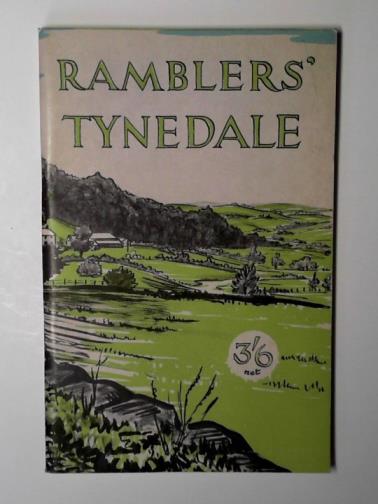 RAMBLERS'
TYNEDALE
3/6
net